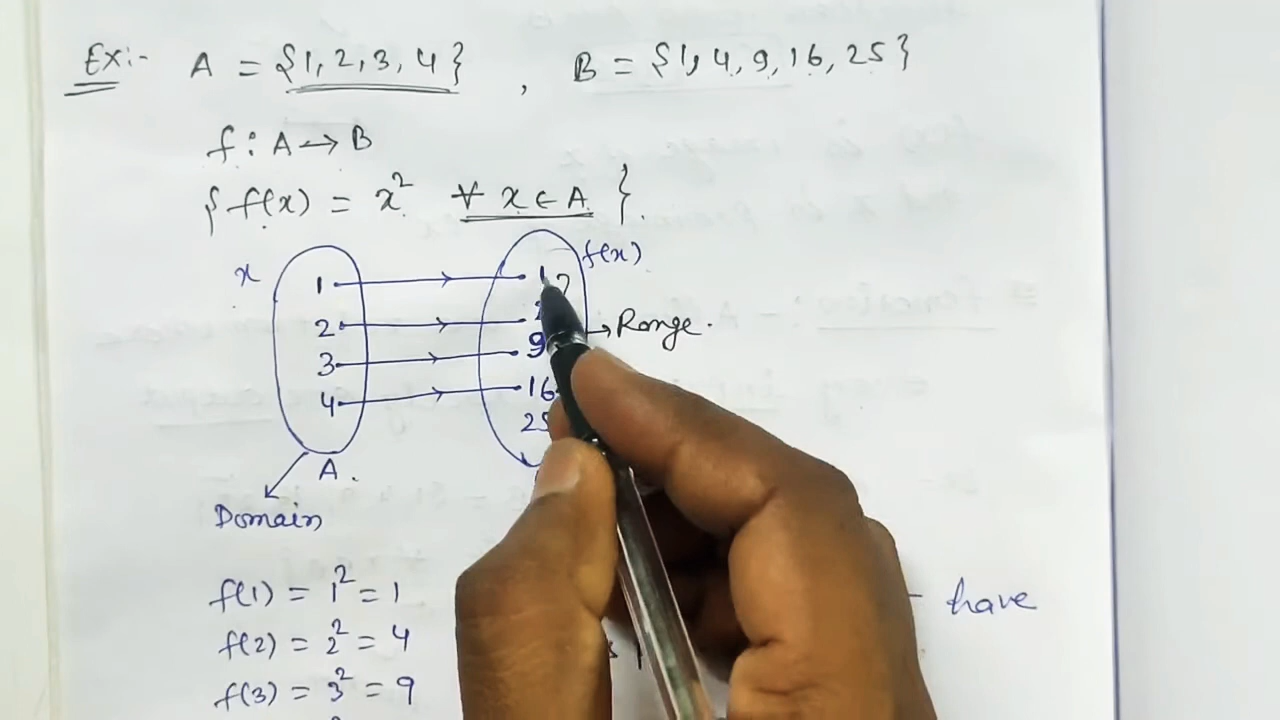 Ex:- A = {1, 2, 3, 4} , B = {1, 4, 9, 16, 25}
f : A → B
{ f(x) = x² ∀ x ∈ A }.
x f(x)
1 1
2
3 9
4 16
25
→ Range.
A.
Domain
f(1) = 1² = 1
have
f(2) = 2² = 4
f(3) = 3² = 9